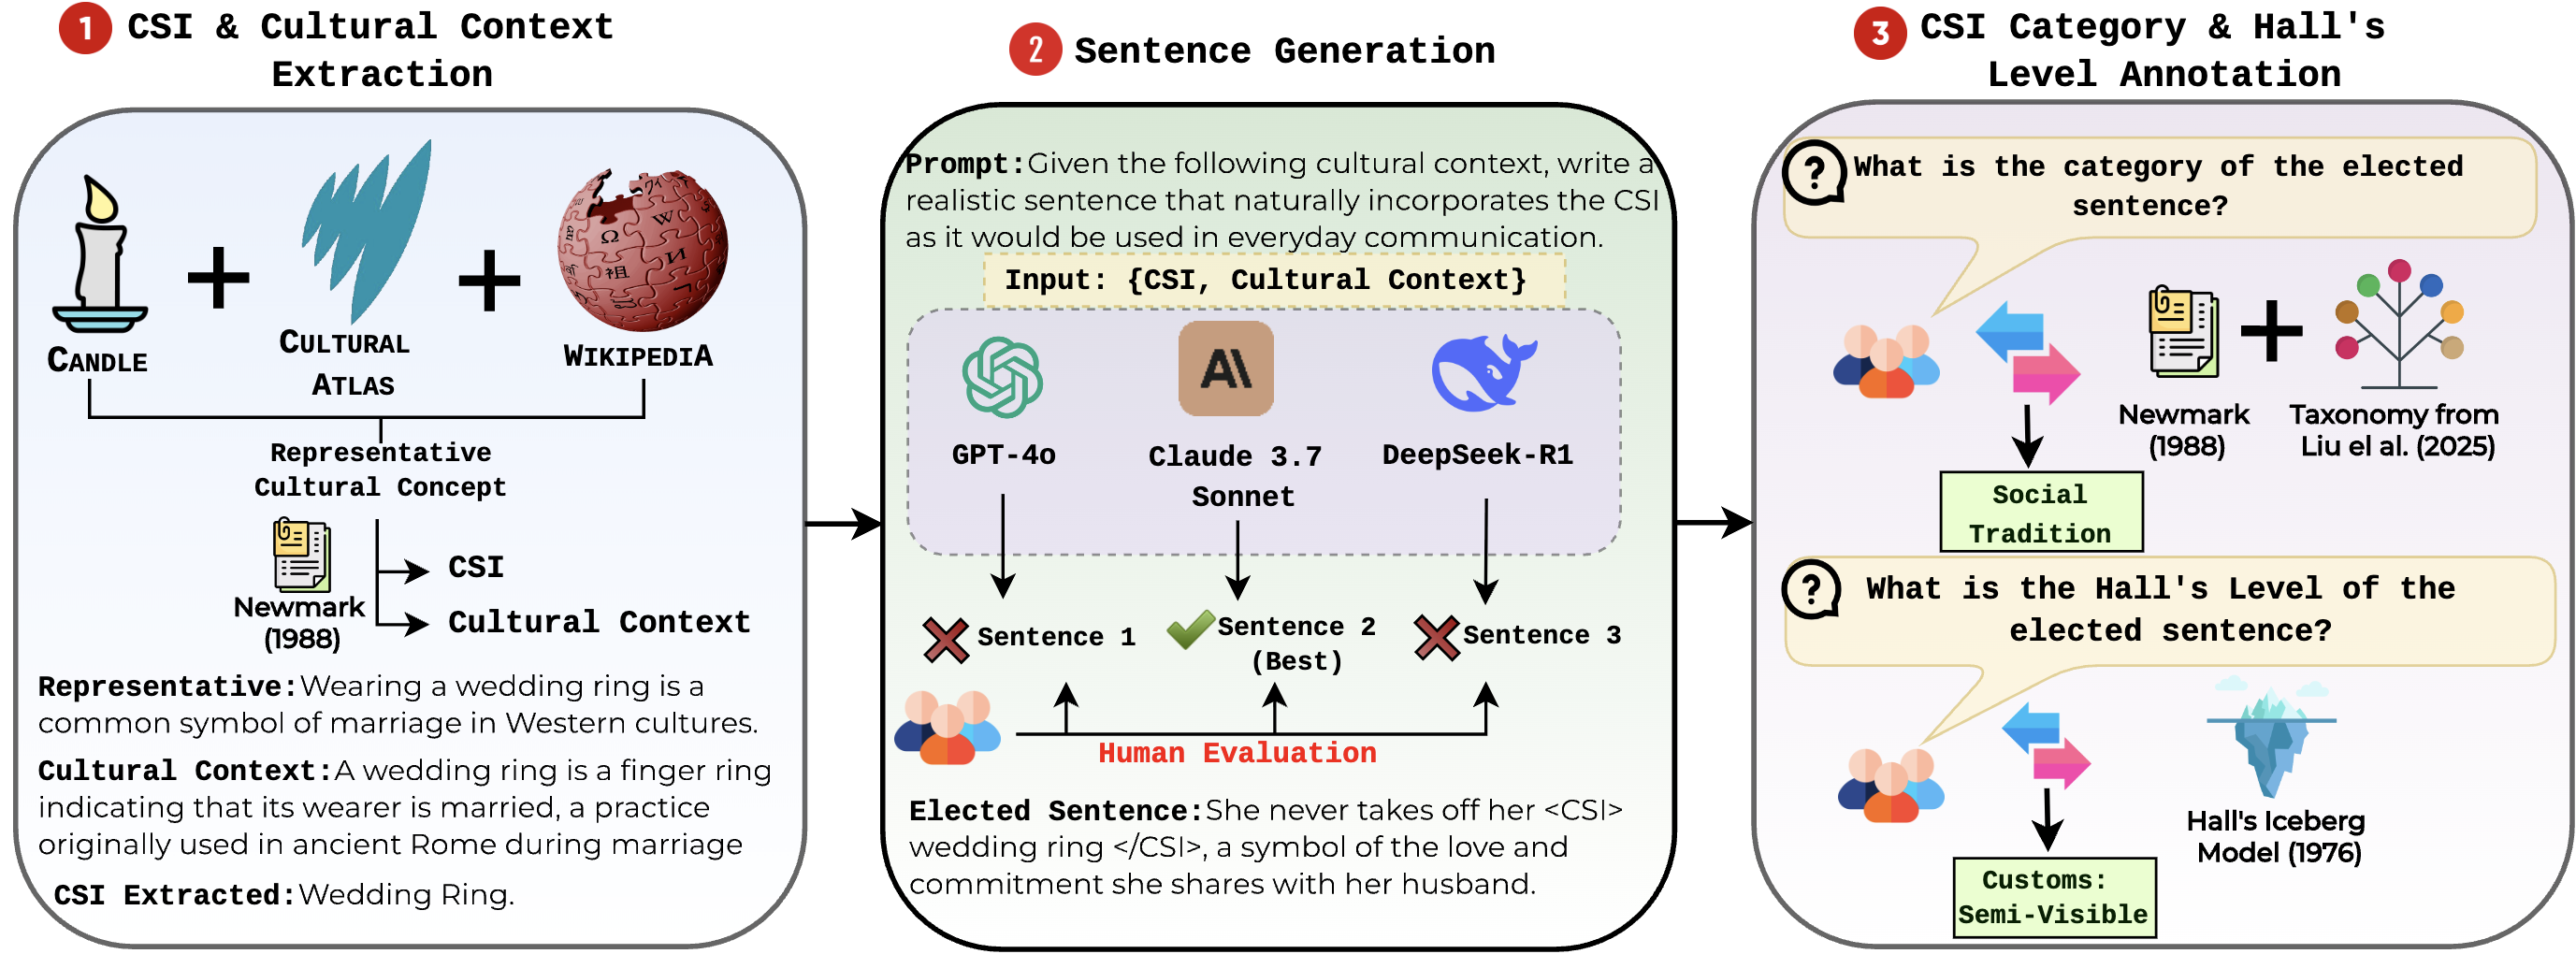 1 CSI & Cultural Context
Extraction
CANDLE
CULTURAL
ATLAS
WIKIPEDIA
Representative
Cultural Concept
Newmark
(1988)
CSI
Cultural Context
Representative: Wearing a wedding ring is a
common symbol of marriage in Western cultures.
Cultural Context: A wedding ring is a finger ring
indicating that its wearer is married, a practice
originally used in ancient Rome during marriage
CSI Extracted: Wedding Ring.
2 Sentence Generation
Prompt: Given the following cultural context, write a
realistic sentence that naturally incorporates the CSI
as it would be used in everyday communication.
Input: {CSI, Cultural Context}
GPT-4o
Claude 3.7
Sonnet
DeepSeek-R1
Sentence 1
Sentence 2
(Best)
Sentence 3
Human Evaluation
Elected Sentence: She never takes off her <CSI>
wedding ring </CSI>, a symbol of the love and
commitment she shares with her husband.
3 CSI Category & Hall's
Level Annotation
? What is the category of the elected
sentence?
Newmark
(1988)
Taxonomy from
Liu el al. (2025)
Social
Tradition
? What is the Hall's Level of the
elected sentence?
Hall's Iceberg
Model (1976)
Customs:
Semi-Visible